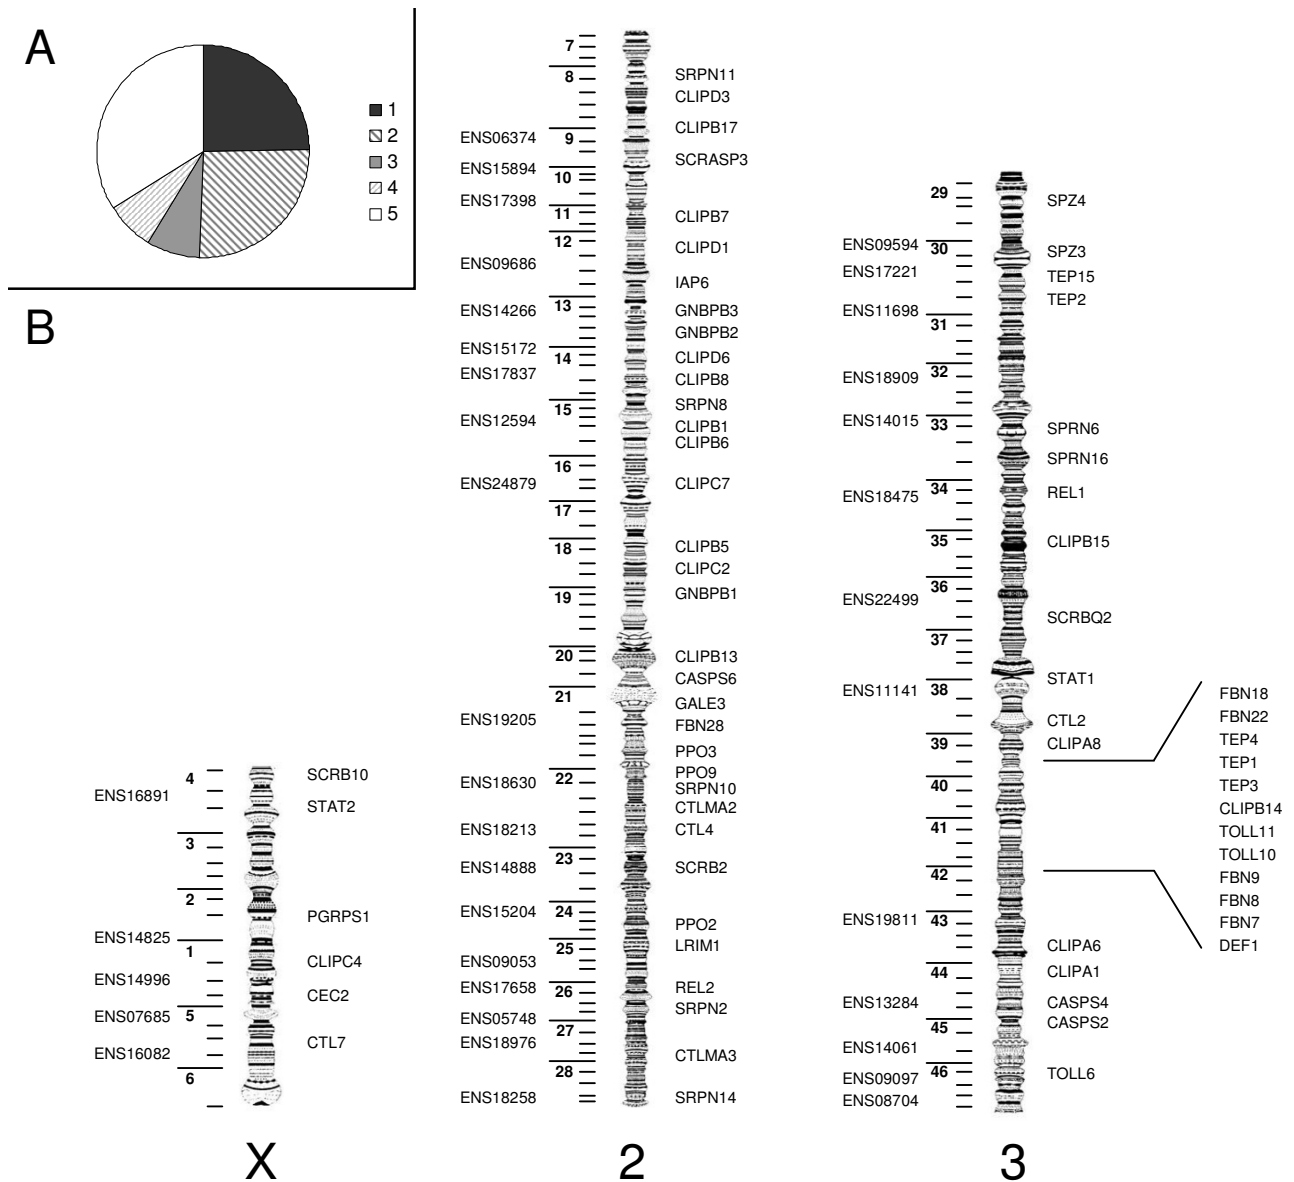 A
1
2
3
4
5
B
4
3
2
1
5
6
ENS16891
ENS14825
ENS14996
ENS07685
ENS16082
SCRB10
STAT2
PGRPS1
CLIPC4
CEC2
CTL7
X
ENS06374
ENS15894
ENS17398
ENS09686
ENS14266
ENS15172
ENS17837
ENS12594
ENS24879
ENS19205
ENS18630
ENS18213
ENS14888
ENS15204
ENS09053
ENS17658
ENS05748
ENS18976
ENS18258
7
8
9
10
11
12
13
14
15
16
17
18
19
20
21
22
23
24
25
26
27
28
SRPN11
CLIPD3
CLIPB17
SCRASP3
CLIPB7
CLIPD1
IAP6
GNBPB3
GNBPB2
CLIPD6
CLIPB8
SRPN8
CLIPB1
CLIPB6
CLIPC7
CLIPB5
CLIPC2
GNBPB1
CLIPB13
CASPS6
GALE3
FBN28
PPO3
PPO9
SRPN10
CTLMA2
CTL4
SCRB2
PPO2
LRIM1
REL2
SRPN2
CTLMA3
SRPN14
2
ENS09594
ENS17221
ENS11698
ENS18909
ENS14015
ENS18475
ENS22499
ENS11141
ENS19811
ENS13284
ENS14061
ENS09097
ENS08704
29
30
31
32
33
34
35
36
37
38
39
40
41
42
43
44
45
46
SPZ4
SPZ3
TEP15
TEP2
SPRN6
SPRN16
REL1
CLIPB15
SCRBQ2
STAT1
CTL2
CLIPA8
CLIPA6
CLIPA1
CASPS4
CASPS2
TOLL6
FBN18
FBN22
TEP4
TEP1
TEP3
CLIPB14
TOLL11
TOLL10
FBN9
FBN8
FBN7
DEF1
3